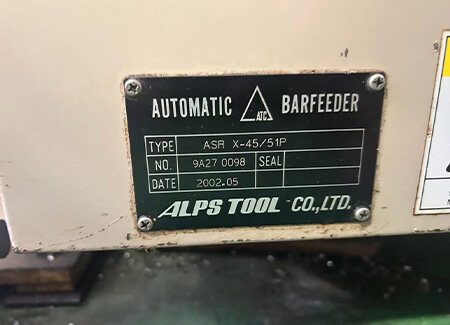 AUTOMATIC ATC BARFEEDER
TYPE ASR X-45/51P
NO. 9A27 0098 SEAL
DATE 2002.05
ALPS TOOL CO.,LTD.